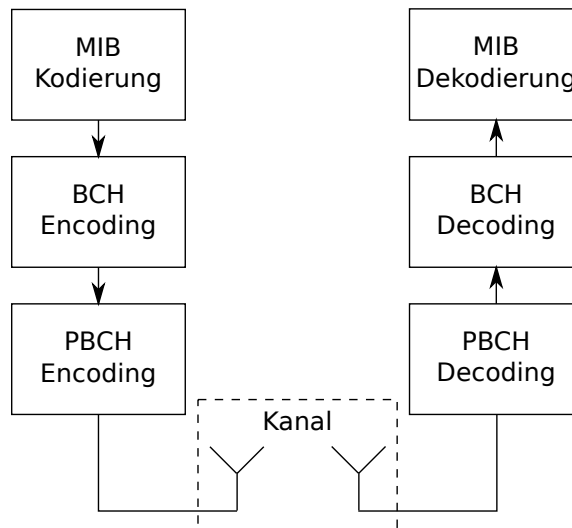 MIB
Kodierung
BCH
Encoding
PBCH
Encoding
Kanal
MIB
Dekodierung
BCH
Decoding
PBCH
Decoding